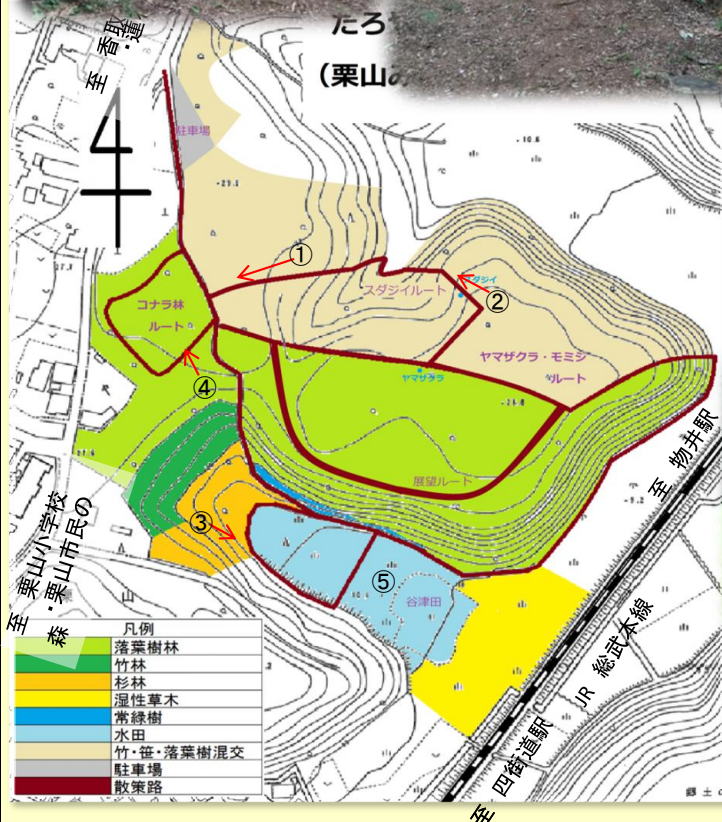 たろ
(栗山み
至 香取
・蓮
駐車場
①
スダジイ
スダジイルート
②
コナラ林
ルート
ヤマザクラ・モミジ
ルート
ヤマザクラ
④
展望ルート
至 物井駅
③
⑤
谷津田
至 栗山小学校
・栗山市民の
森
山
JR 総武本線
至 四街道駅
凡例
落葉樹林
竹林
杉林
湿性草木
常緑樹
水田
竹・笹・落葉樹混交
駐車場
散策路
郷土の